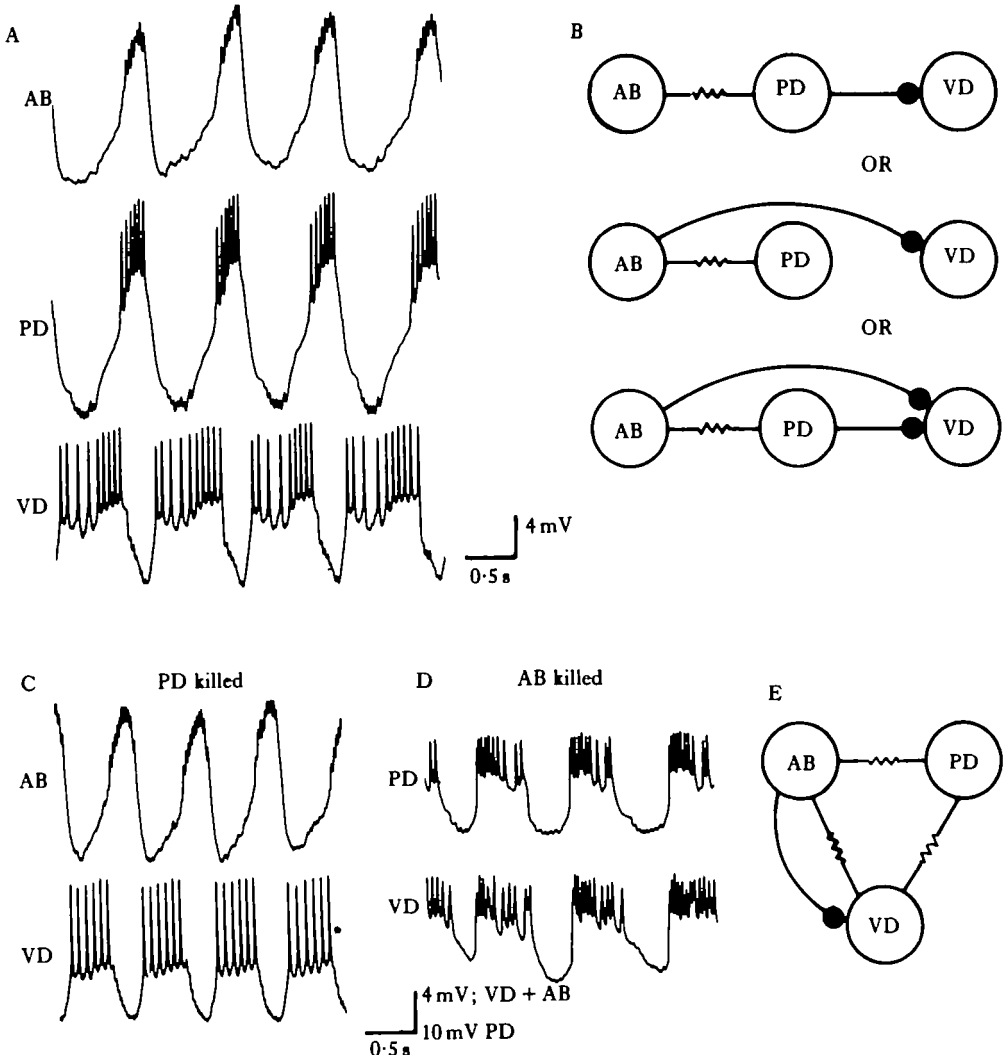 A
AB
PD
VD
4 mV
0·5 s
B
AB PD VD
OR
AB PD VD
OR
AB PD VD
C PD killed
AB
VD
D AB killed
PD
VD
4 mV; VD + AB
10 mV PD
0·5 s
E
AB PD
VD